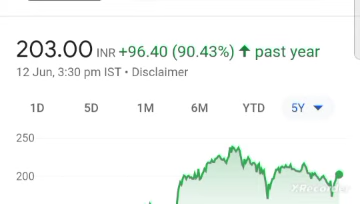 203.00 INR +96.40 (90.43%) ↑ past year
12 Jun, 3:30 pm IST • Disclaimer
1D 5D 1M 6M YTD 5Y
250
200
XRecorder